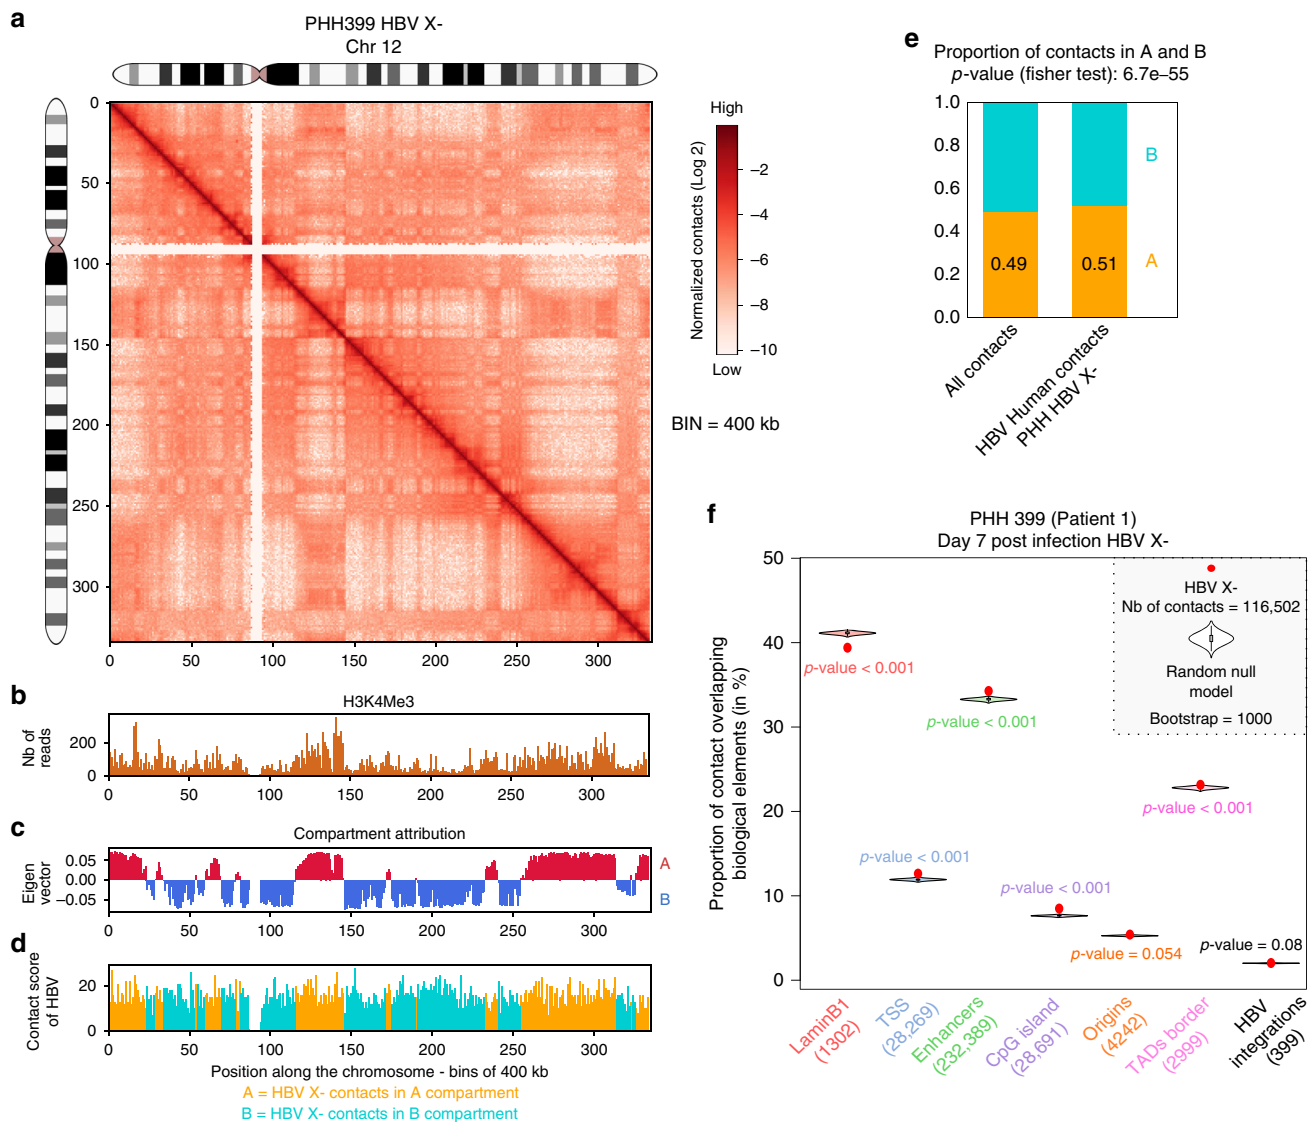 a
PHH399 HBV X-
Chr 12
0
50
100
150
200
250
300
0
50
100
150
200
250
300
High
−2
−4
−6
−8
−10
Low
Normalized contacts (Log 2)
BIN = 400 kb
b
H3K4Me3
Nb of
reads
200
0
0
50
100
150
200
250
300
c
Compartment attribution
Eigen
vector
0.05
0.00
−0.05
A
B
0
50
100
150
200
250
300
d
Contact score
of HBV
20
0
0
50
100
150
200
250
300
Position along the chromosome - bins of 400 kb
A = HBV X- contacts in A compartment
B = HBV X- contacts in B compartment
e
Proportion of contacts in A and B
p-value (fisher test): 6.7e–55
1.0
0.8
0.6
0.4
0.2
0.0
0.49
0.51
B
A
All contacts
HBV Human contacts
PHH HBV X-
f
PHH 399 (Patient 1)
Day 7 post infection HBV X-
Proportion of contact overlapping
biological elements (in %)
50
40
30
20
10
0
HBV X-
Nb of contacts = 116,502
Random null
model
Bootstrap = 1000
p-value < 0.001
p-value < 0.001
p-value < 0.001
p-value < 0.001
p-value = 0.054
p-value < 0.001
p-value = 0.08
LaminB1
(1302)
TSS
(28,269)
Enhancers
(232,389)
CpG island
(28,691)
Origins
(4242)
TADs border
(2999)
HBV
integrations
(399)